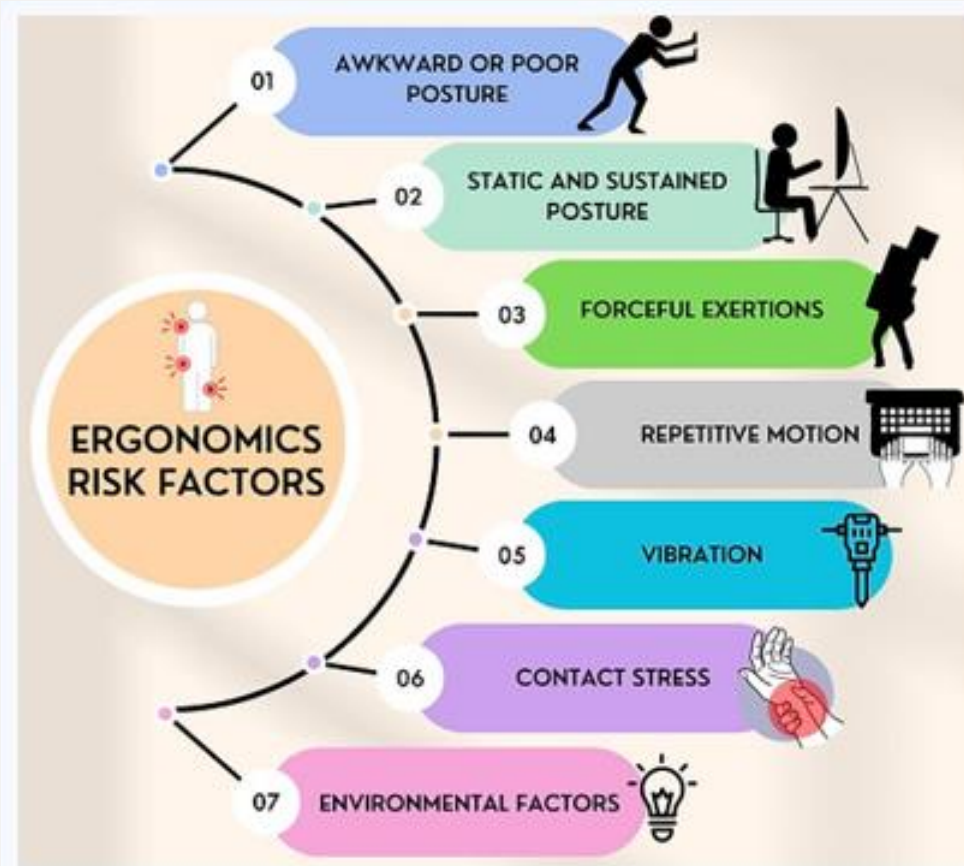 01
AWKWARD OR POOR
POSTURE
02
STATIC AND SUSTAINED
POSTURE
03
FORCEFUL EXERTIONS
ERGONOMICS
RISK FACTORS
04
REPETITIVE MOTION
05
VIBRATION
06
CONTACT STRESS
07
ENVIRONMENTAL FACTORS